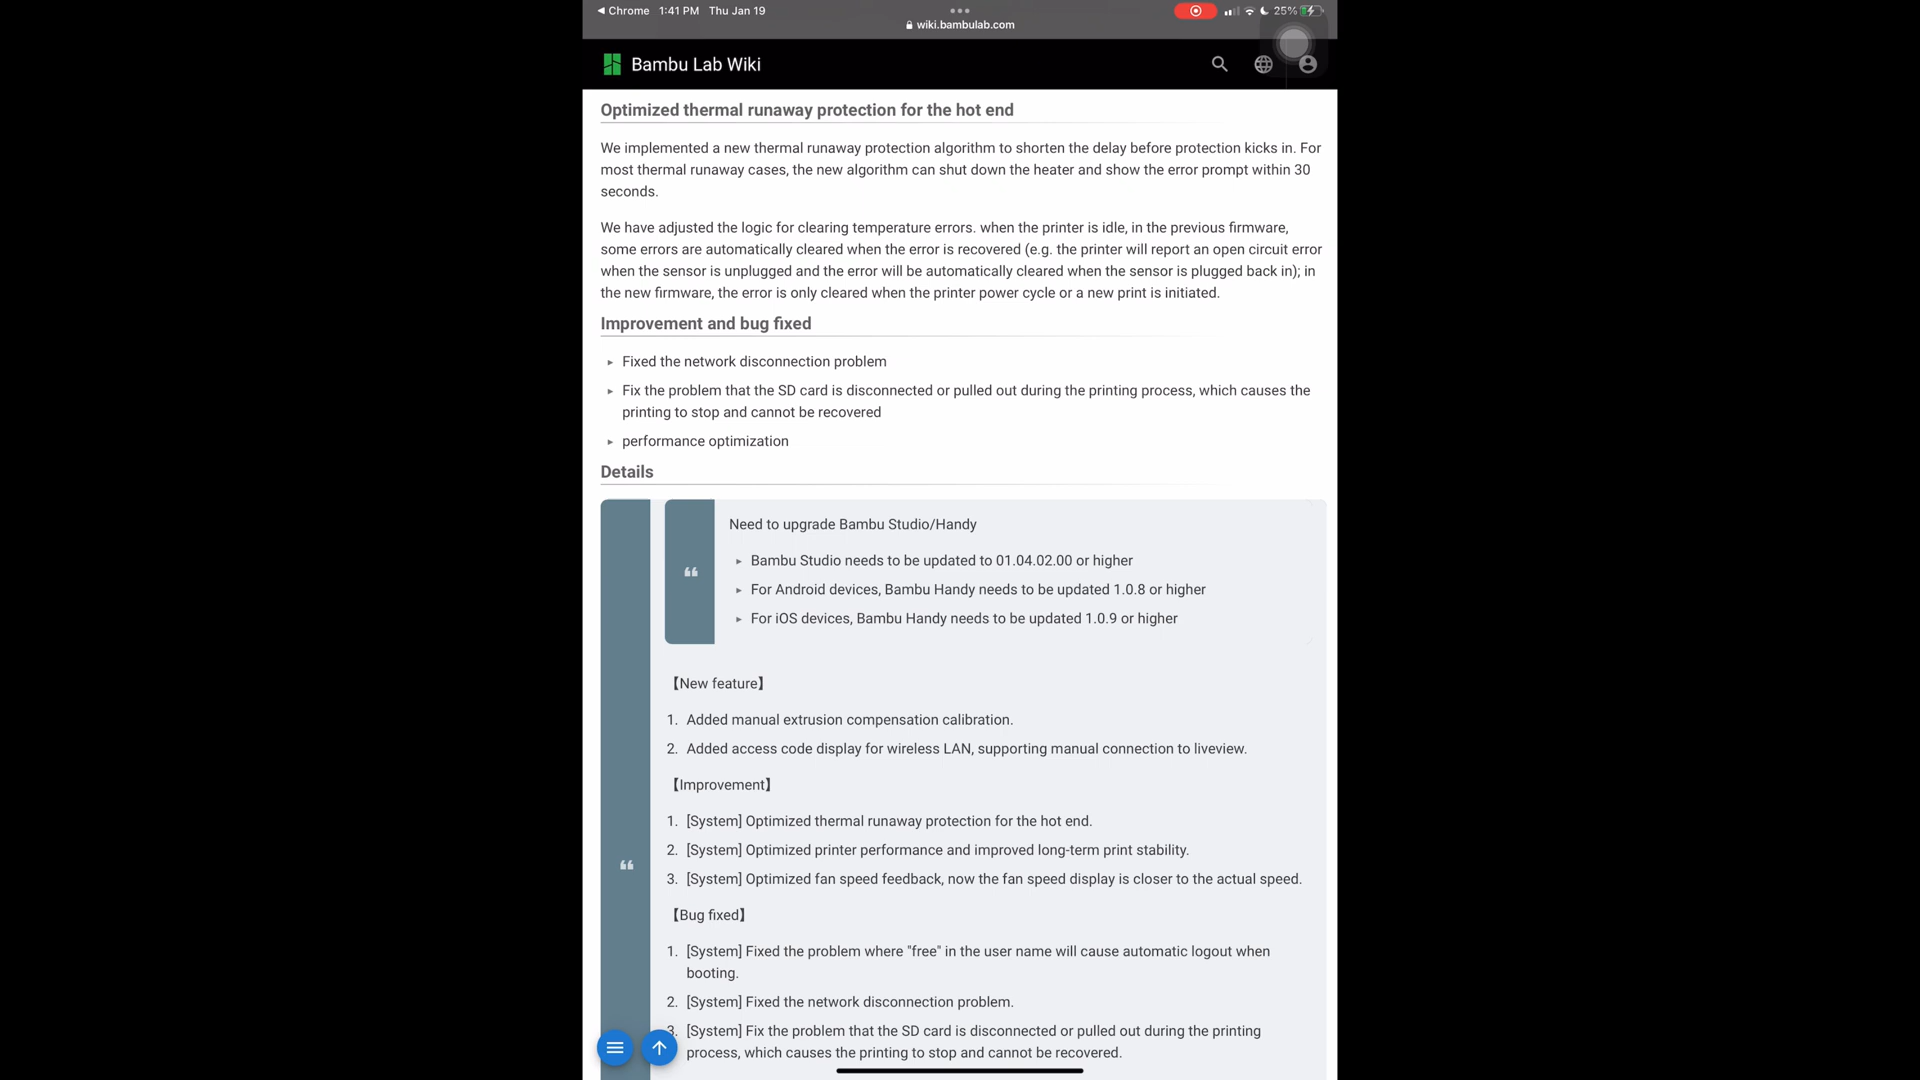 Chrome 1:41 PM Thu Jan 19
25%
wiki.bambulab.com
Bambu Lab Wiki
Optimized thermal runaway protection for the hot end
We implemented a new thermal runaway protection algorithm to shorten the delay before protection kicks in. For
most thermal runaway cases, the new algorithm can shut down the heater and show the error prompt within 30
seconds.
We have adjusted the logic for clearing temperature errors. when the printer is idle, in the previous firmware,
some errors are automatically cleared when the error is recovered (e.g. the printer will report an open circuit error
when the sensor is unplugged and the error will be automatically cleared when the sensor is plugged back in); in
the new firmware, the error is only cleared when the printer power cycle or a new print is initiated.
Improvement and bug fixed
Fixed the network disconnection problem
Fix the problem that the SD card is disconnected or pulled out during the printing process, which causes the
printing to stop and cannot be recovered
performance optimization
Details
Need to upgrade Bambu Studio/Handy
Bambu Studio needs to be updated to 01.04.02.00 or higher
For Android devices, Bambu Handy needs to be updated 1.0.8 or higher
For iOS devices, Bambu Handy needs to be updated 1.0.9 or higher
【New feature】
1. Added manual extrusion compensation calibration.
2. Added access code display for wireless LAN, supporting manual connection to liveview.
【Improvement】
1. [System] Optimized thermal runaway protection for the hot end.
2. [System] Optimized printer performance and improved long-term print stability.
3. [System] Optimized fan speed feedback, now the fan speed display is closer to the actual speed.
【Bug fixed】
1. [System] Fixed the problem where "free" in the user name will cause automatic logout when
booting.
2. [System] Fixed the network disconnection problem.
3. [System] Fix the problem that the SD card is disconnected or pulled out during the printing
process, which causes the printing to stop and cannot be recovered.